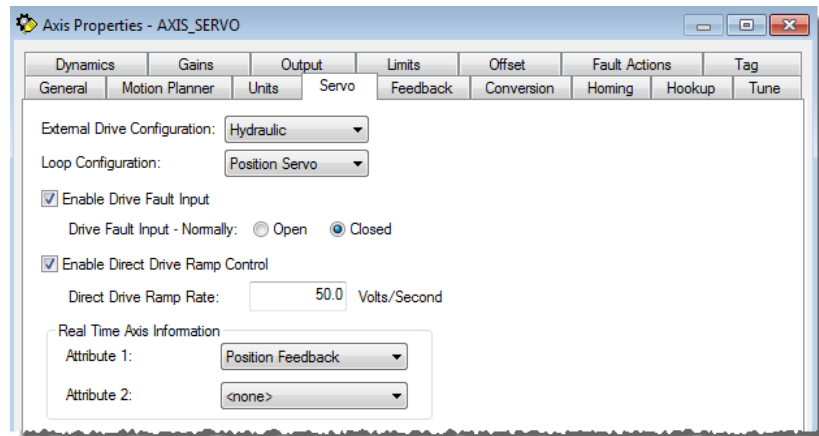 Axis Properties - AXIS_SERVO
Dynamics Gains Output Limits Offset Fault Actions Tag
General Motion Planner Units Servo Feedback Conversion Homing Hookup Tune
External Drive Configuration: Hydraulic
Loop Configuration: Position Servo
Enable Drive Fault Input
Drive Fault Input - Normally: Open Closed
Enable Direct Drive Ramp Control
Direct Drive Ramp Rate: 50.0 Volts/Second
Real Time Axis Information
Attribute 1: Position Feedback
Attribute 2: <none>